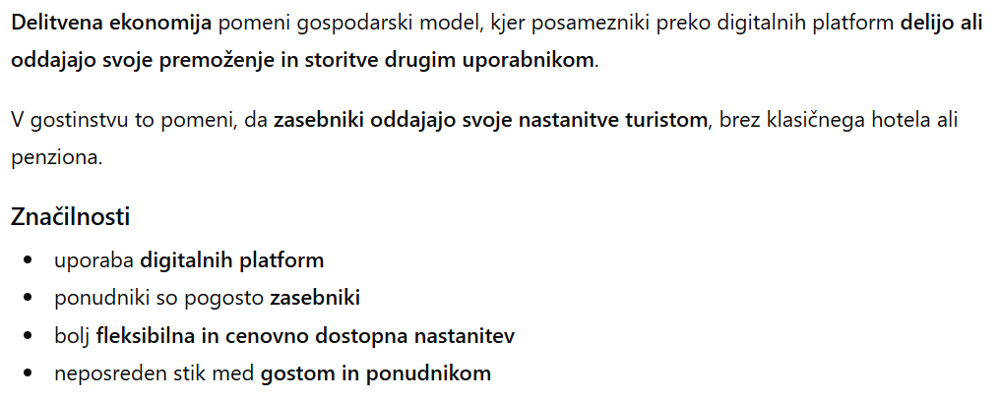 Delitvena ekonomija pomeni gospodarski model, kjer posamezniki preko digitalnih platform delijo ali
oddajajo svoje premoženje in storitve drugim uporabnikom.
V gostinstvu to pomeni, da zasebniki oddajajo svoje nastanitve turistom, brez klasičnega hotela ali
penziona.
Značilnosti
• uporaba digitalnih platform
• ponudniki so pogosto zasebniki
• bolj fleksibilna in cenovno dostopna nastanitev
• neposreden stik med gostom in ponudnikom